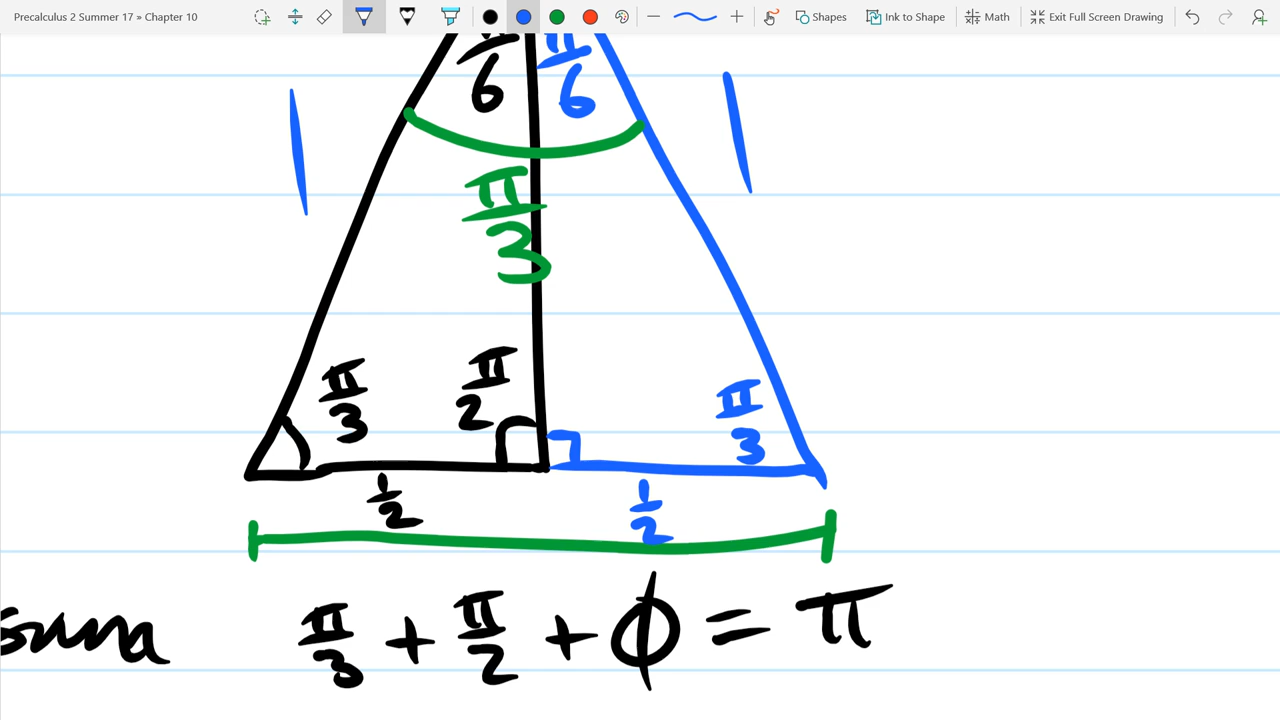 Precalculus 2 Summer 17 » Chapter 10
Shapes
Ink to Shape
Math
Exit Full Screen Drawing
π/6 π/6
1 1
π/3
π/3 π/2 π/3
1/2 1/2
π/3 + π/2 + ϕ = π